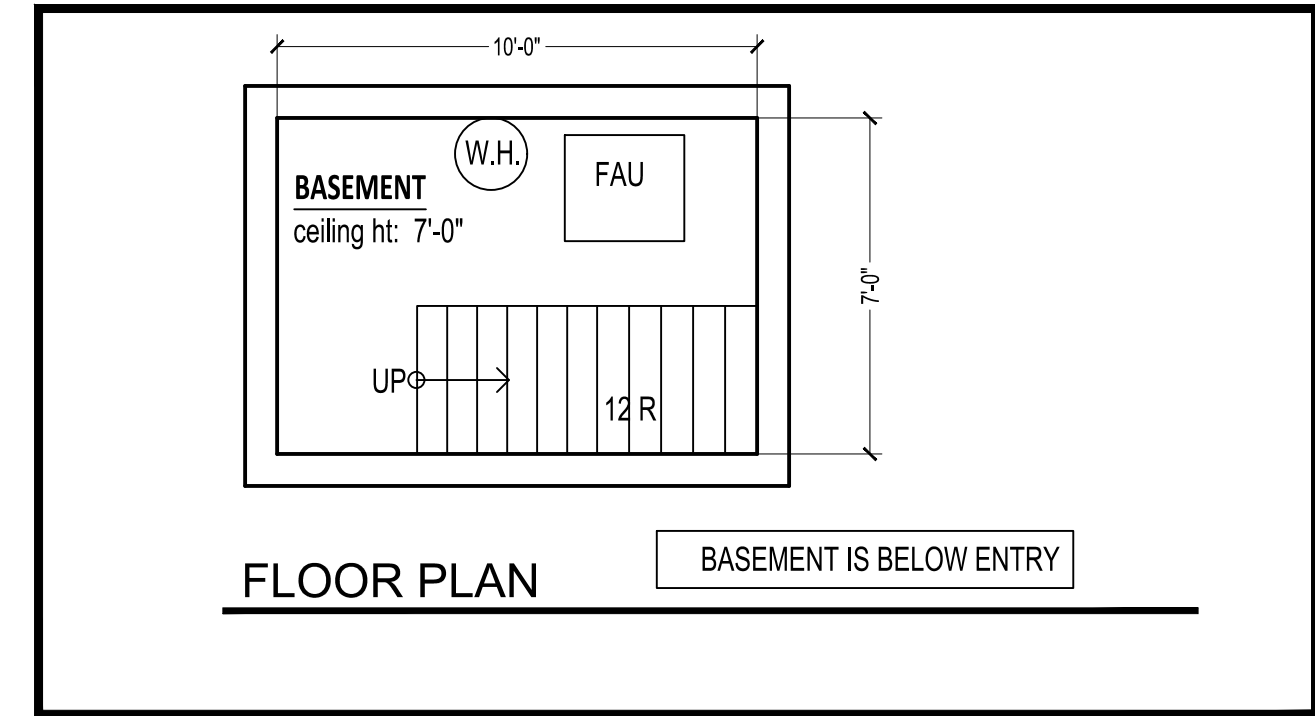 10'-0"
W.H.
FAU
BASEMENT
ceiling ht: 7'-0"
7'-0"
UP
12 R
BASEMENT IS BELOW ENTRY
FLOOR PLAN